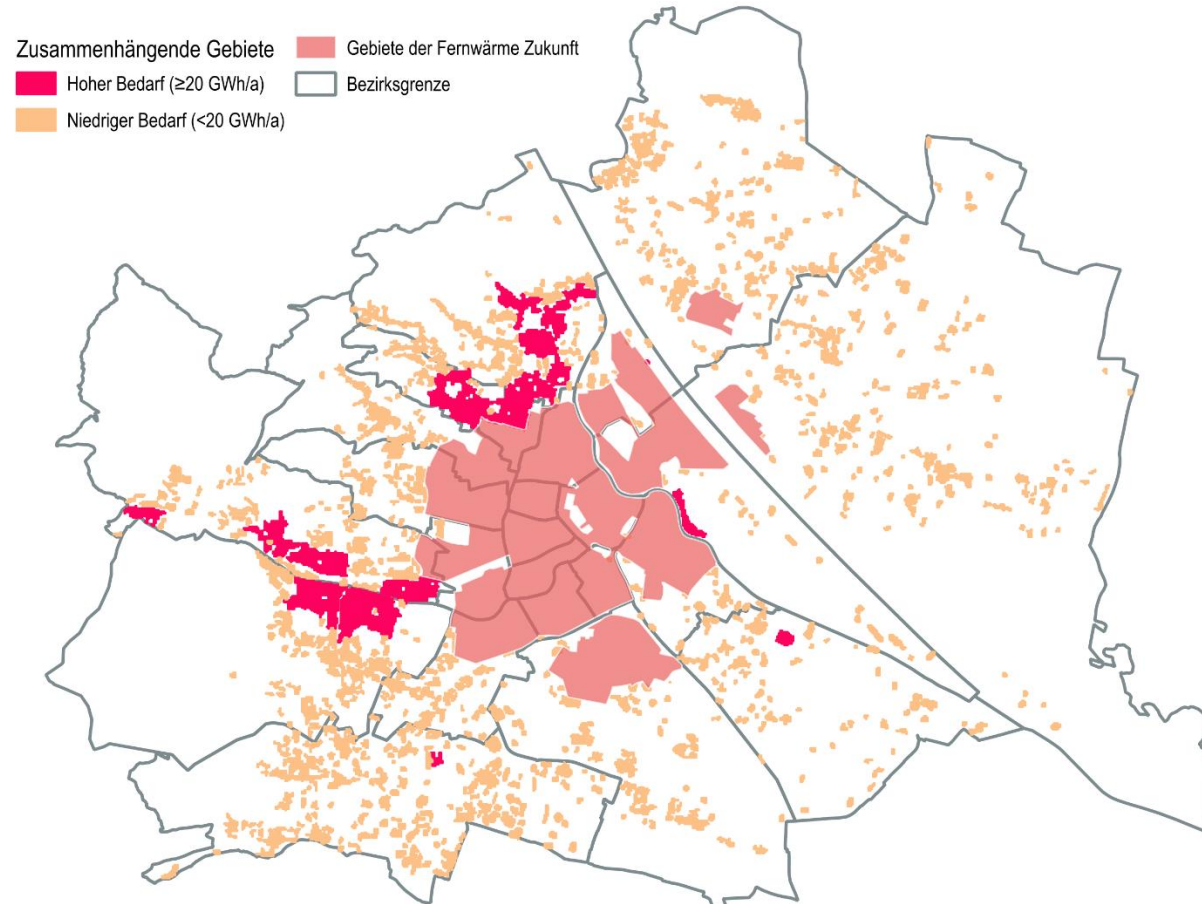 Zusammenhängende Gebiete
Hoher Bedarf (≥20 GWh/a)
Niedriger Bedarf (<20 GWh/a)
Gebiete der Fernwärme Zukunft
Bezirksgrenze